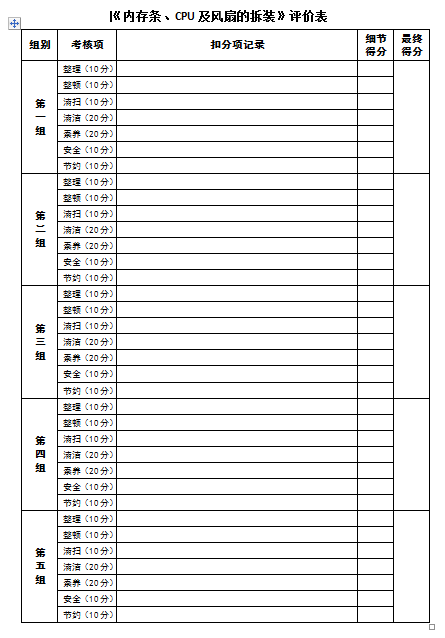 《内存条、CPU及风扇的拆装》评价表
组别 考核项 扣分项记录 细节得分 最终得分
第一组
整理（10分）
整顿（10分）
清扫（10分）
清洁（20分）
素养（20分）
安全（10分）
节约（10分）
第二组
整理（10分）
整顿（10分）
清扫（10分）
清洁（20分）
素养（20分）
安全（10分）
节约（10分）
第三组
整理（10分）
整顿（10分）
清扫（10分）
清洁（20分）
素养（20分）
安全（10分）
节约（10分）
第四组
整理（10分）
整顿（10分）
清扫（10分）
清洁（20分）
素养（20分）
安全（10分）
节约（10分）
第五组
整理（10分）
整顿（10分）
清扫（10分）
清洁（20分）
素养（20分）
安全（10分）
节约（10分）